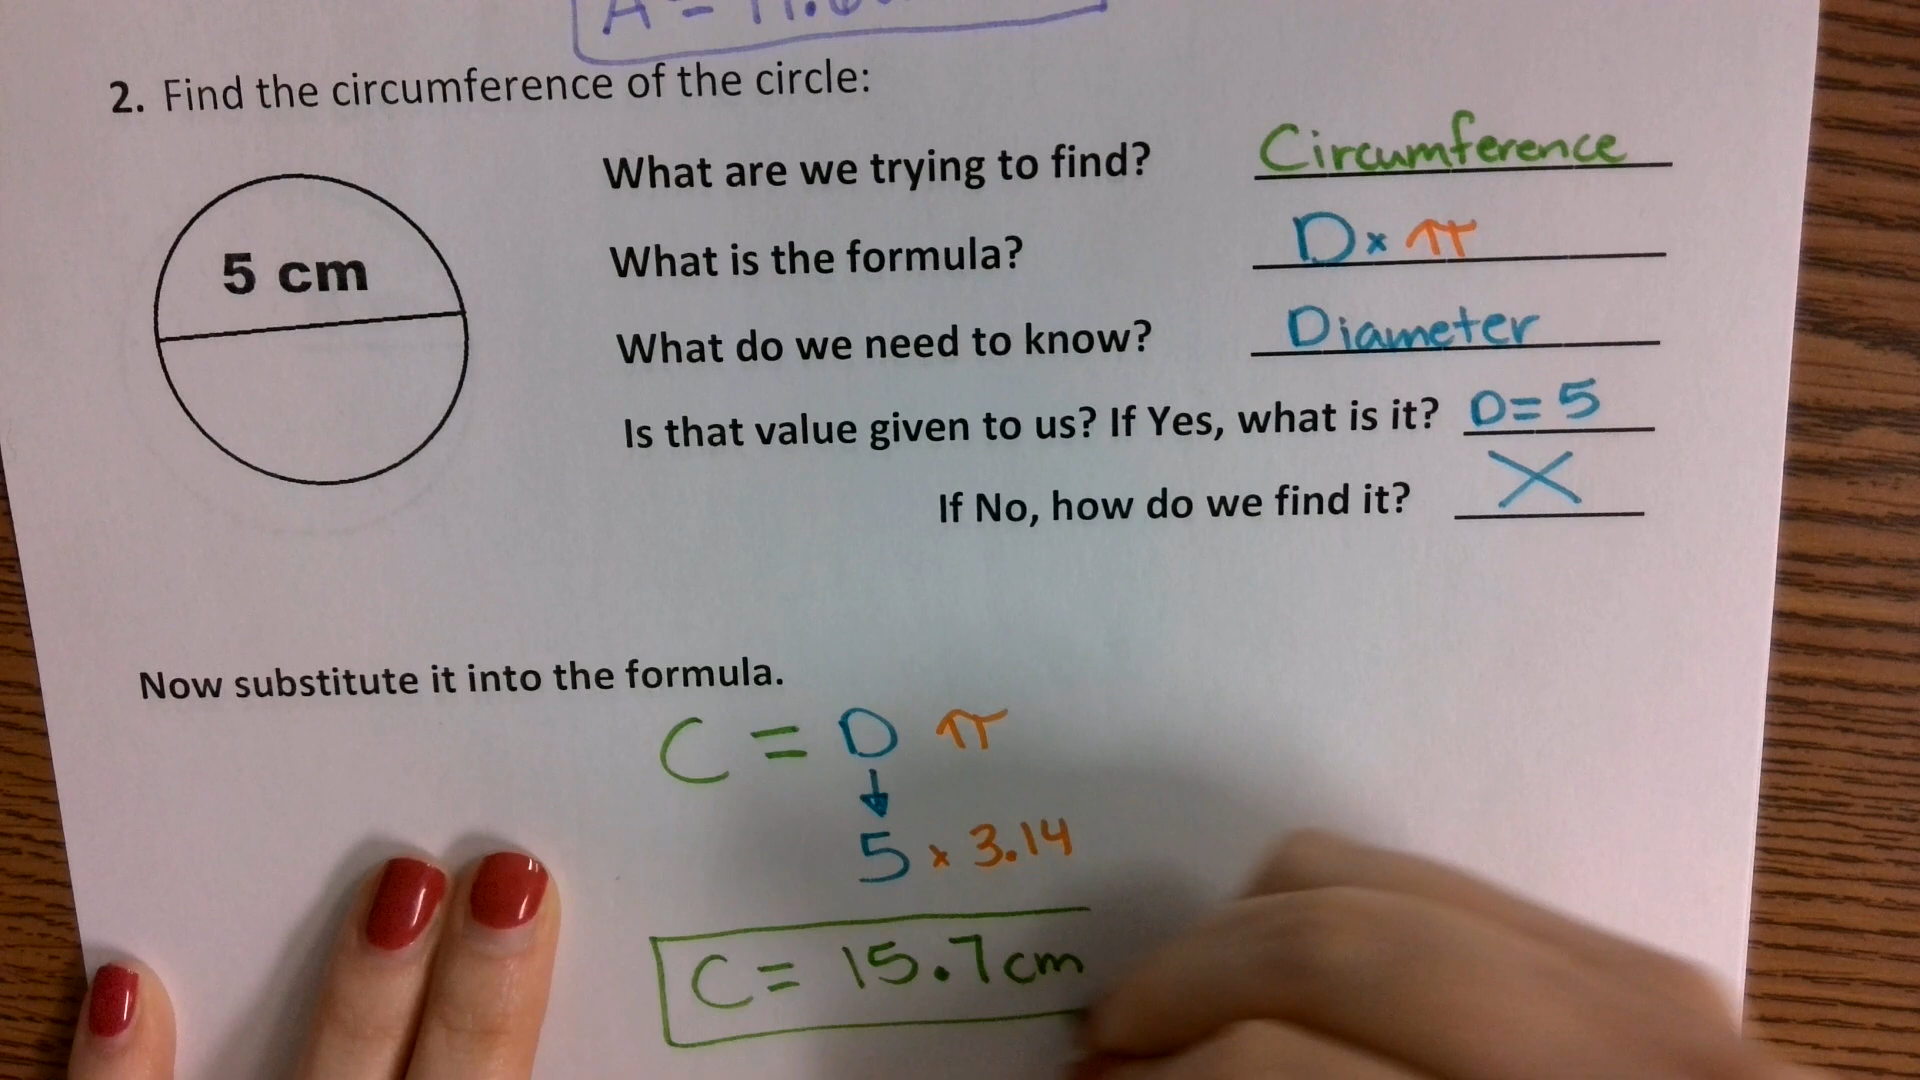 A =
2. Find the circumference of the circle:
What are we trying to find? Circumference
5 cm
What is the formula? D x π
What do we need to know? Diameter
Is that value given to us? If Yes, what is it? D = 5
If No, how do we find it? X
Now substitute it into the formula.
C = D π
5 x 3.14
C = 15.7 cm